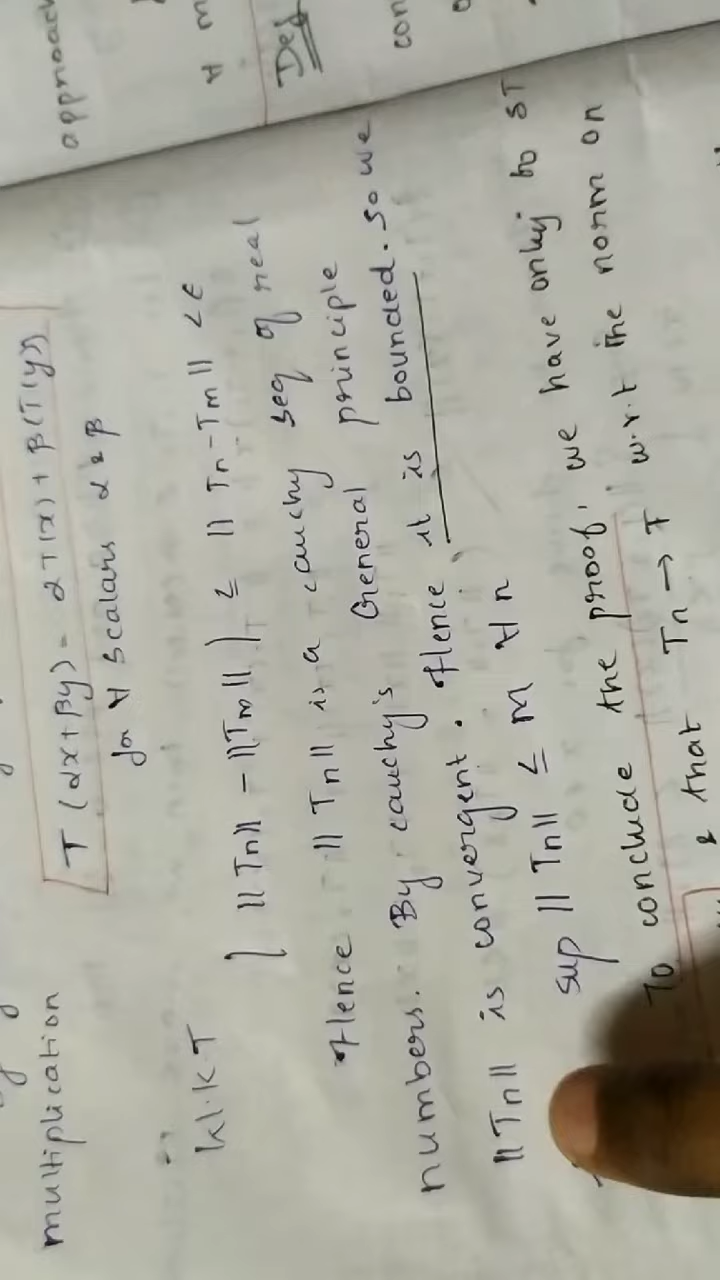 multiplication
T(αx+βy) = αT(x) + β(T(y))
for ∀ scalars α & β
W.K.T
| ||Tn|| - ||Tm|| | ≤ || Tn-Tm || < ε
Hence ||Tn|| is a cauchy seq of real
numbers. By cauchy's General principle
||Tn|| is convergent. Hence, it is bounded. so we
sup ||Tn|| ≤ m ∀ n
To conclude the proof, we have only to ST
& that Tn → T w.r.t the norm on
approach
∀ m
Def
con